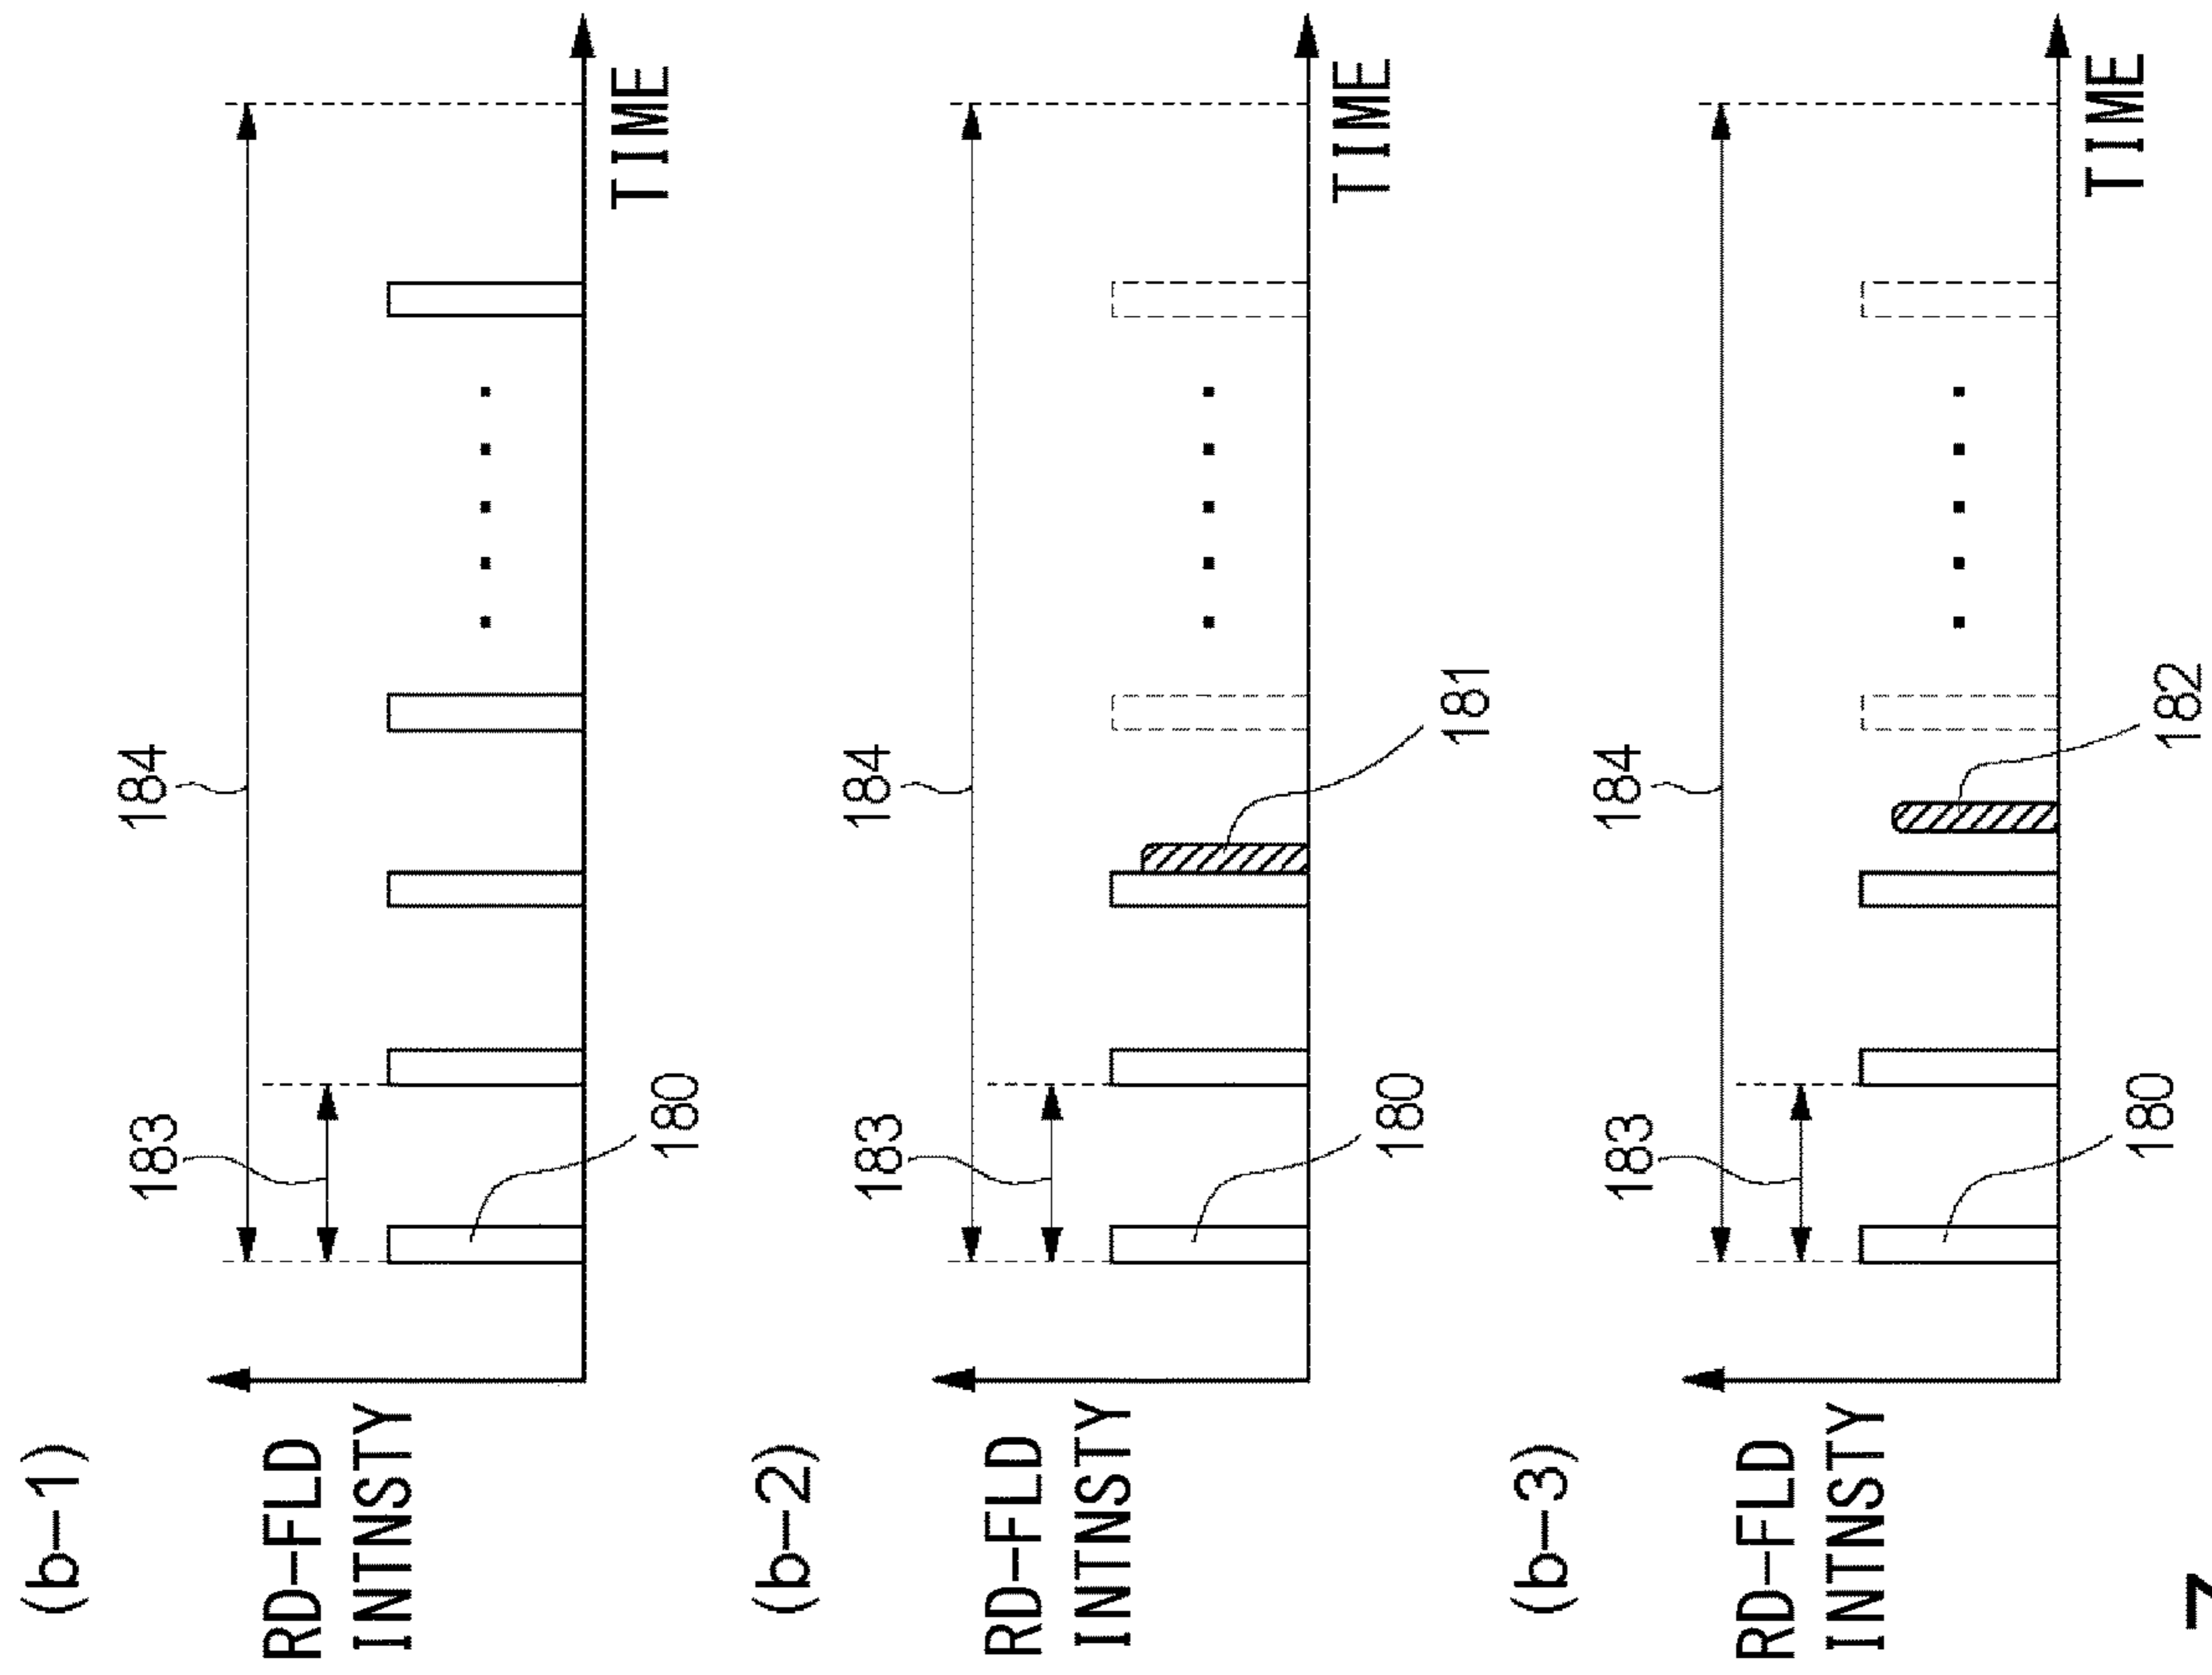 (b-1)
RD-FLD
INTNSTY
184
183
180
TIME
(b-2)
RD-FLD
INTNSTY
184
183
180
181
TIME
(b-3)
RD-FLD
INTNSTY
184
183
180
182
TIME
7